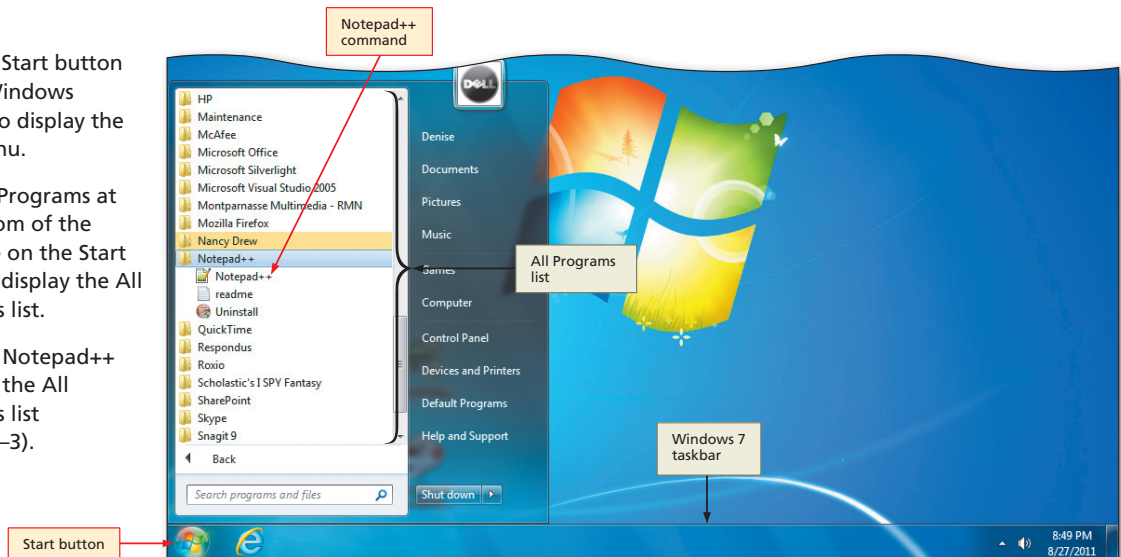 Start button
Windows
to display the
nu.
Programs at
om of the
on the Start
display the All
s list.
Notepad++
the All
s list
–3).
Notepad++
command
DELL
HP
Maintenance
McAfee
Microsoft Office
Microsoft Silverlight
Microsoft Visual Studio 2005
Montparnasse Multimedia - RMN
Mozilla Firefox
Nancy Drew
Notepad++
Notepad++
readme
Uninstall
QuickTime
Respondus
Roxio
Scholastic's I SPY Fantasy
SharePoint
Skype
Snagit 9
Back
Search programs and files
Denise
Documents
Pictures
Music
Games
Computer
Control Panel
Devices and Printers
Default Programs
Help and Support
Shut down
All Programs
list
Windows 7
taskbar
Start button
8:49 PM
8/27/2011